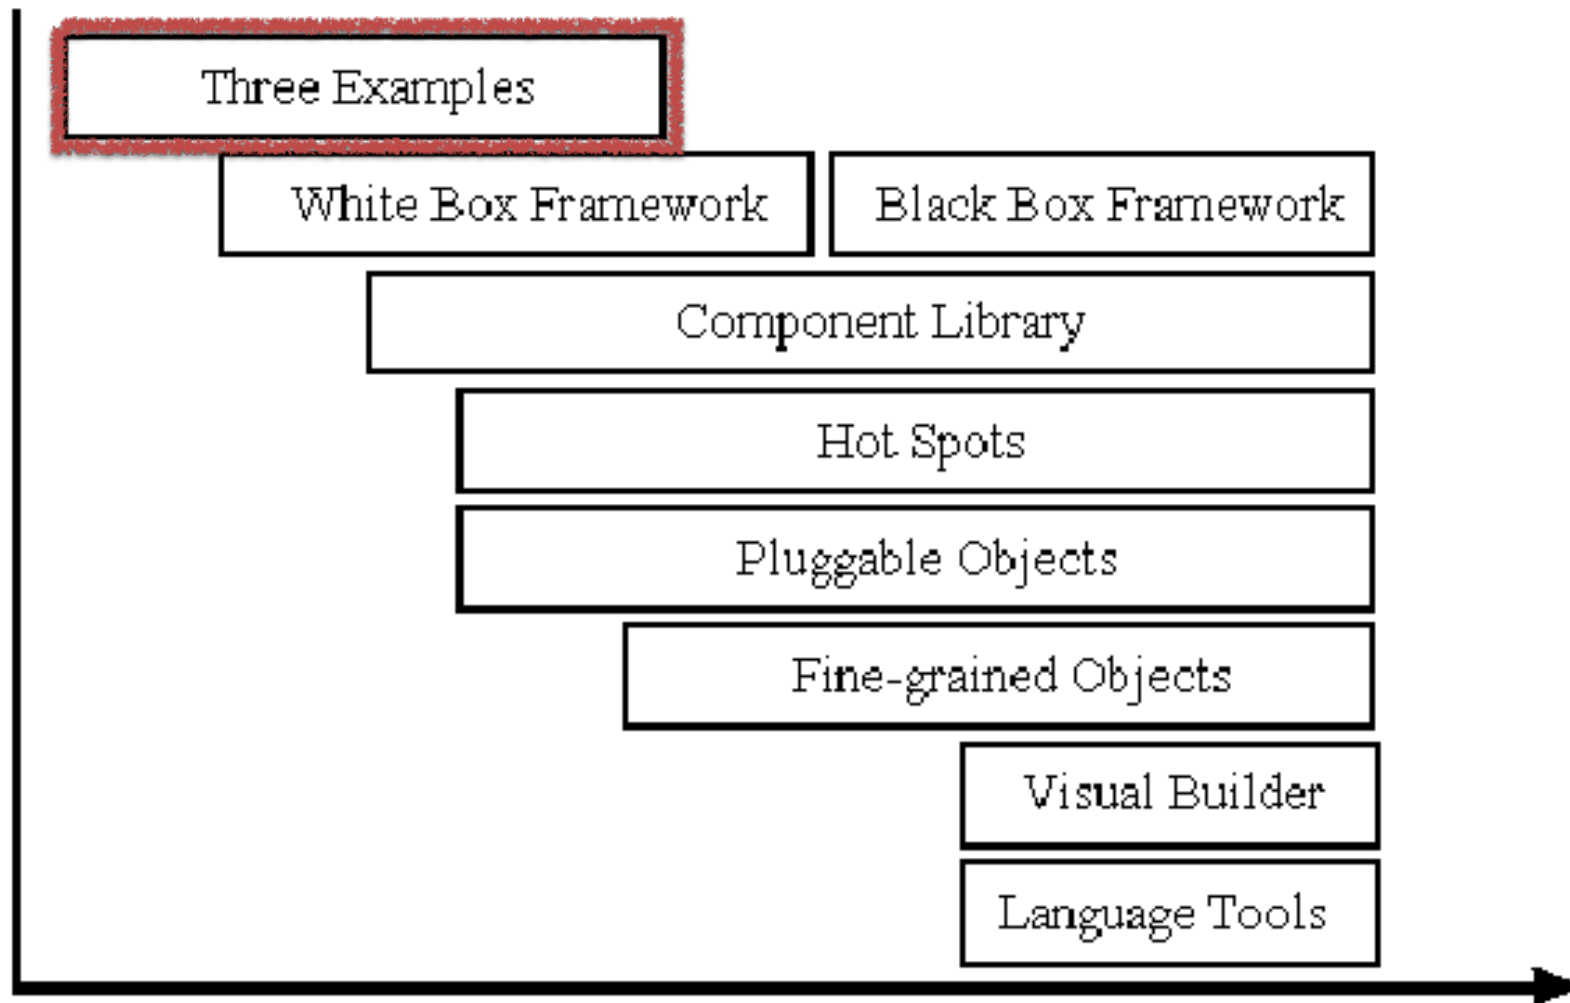 Three Examples
White Box Framework
Black Box Framework
Component Library
Hot Spots
Pluggable Objects
Fine-grained Objects
Visual Builder
Language Tools